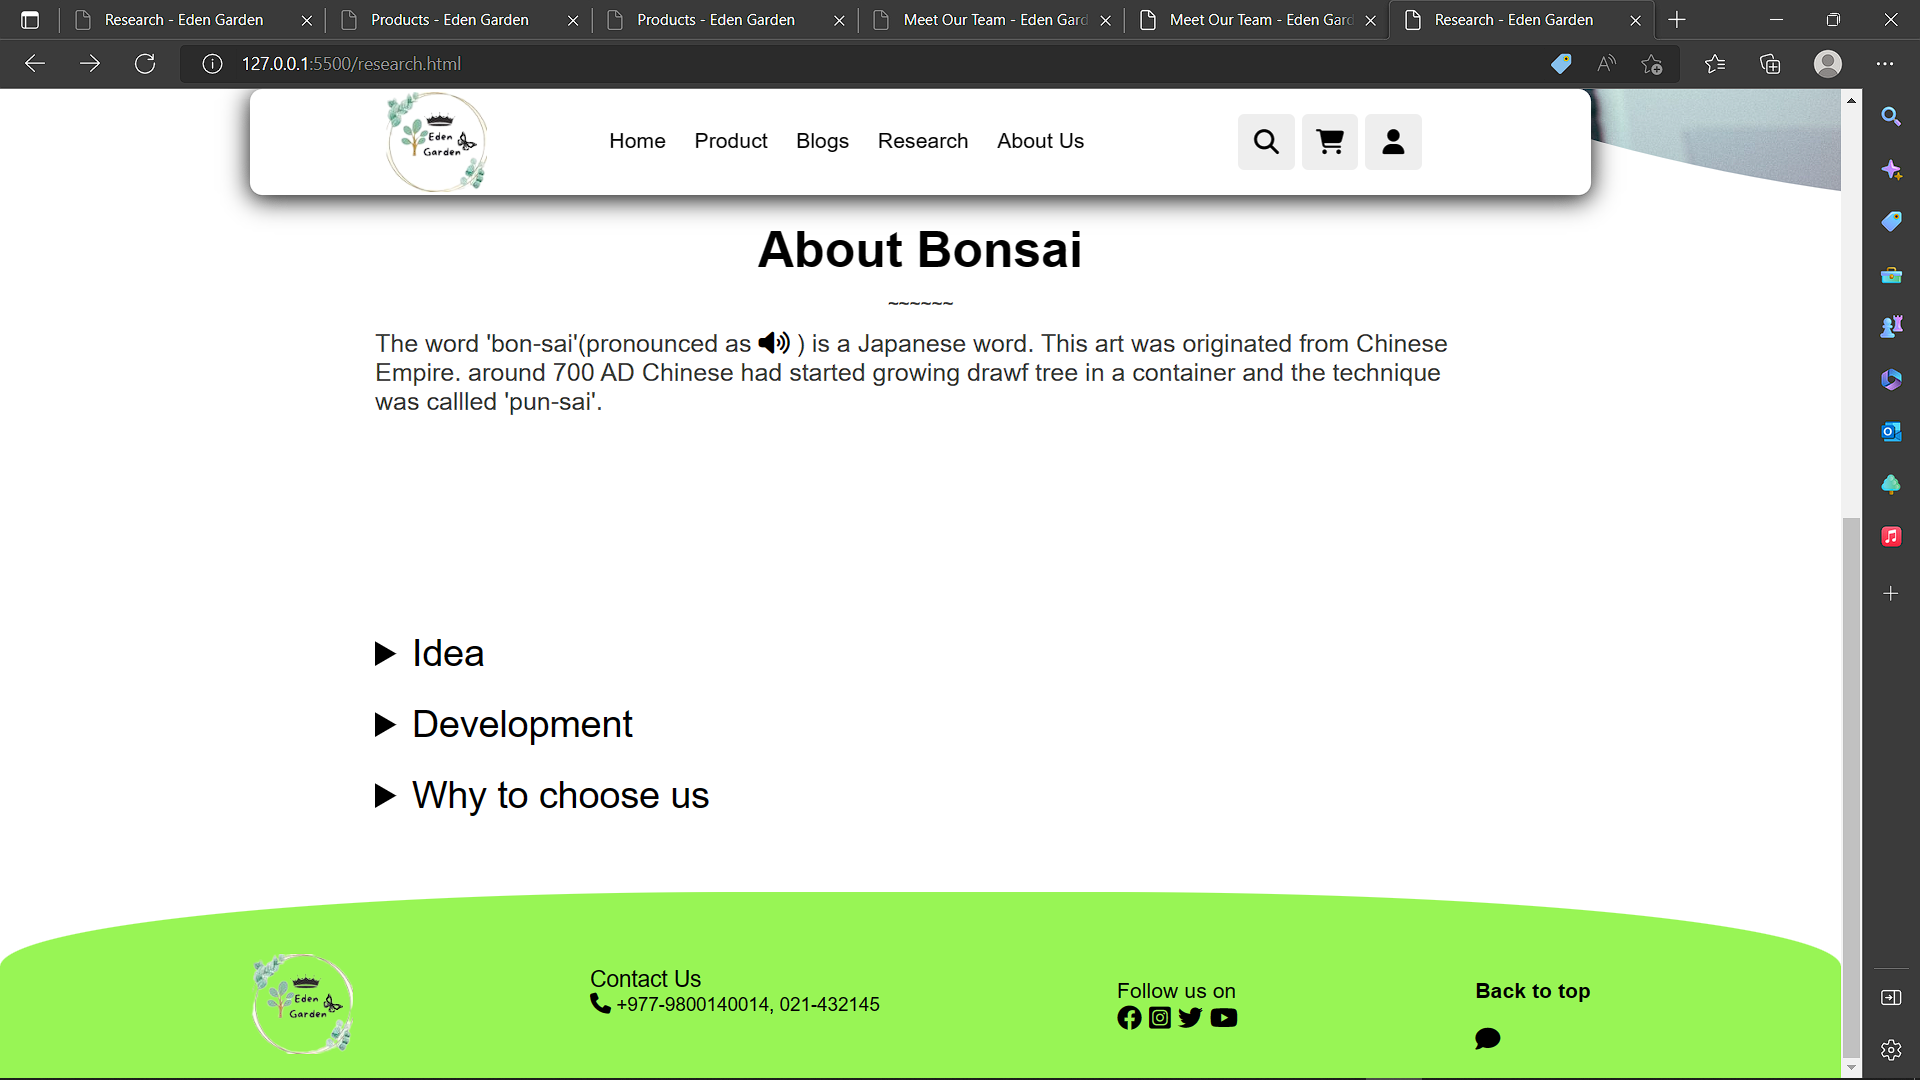 Research - Eden Garden
Products - Eden Garden
Products - Eden Garden
Meet Our Team - Eden Gard
Meet Our Team - Eden Gard
Research - Eden Garden
127.0.0.1:5500/research.html
Eden
Garden
Home
Product
Blogs
Research
About Us
About Bonsai
~~~~~~
The word 'bon-sai'(pronounced as ) is a Japanese word. This art was originated from Chinese
Empire. around 700 AD Chinese had started growing drawf tree in a container and the technique
was callled 'pun-sai'.
Idea
Development
Why to choose us
Eden
Garden
Contact Us
+977-9800140014, 021-432145
Follow us on
Back to top